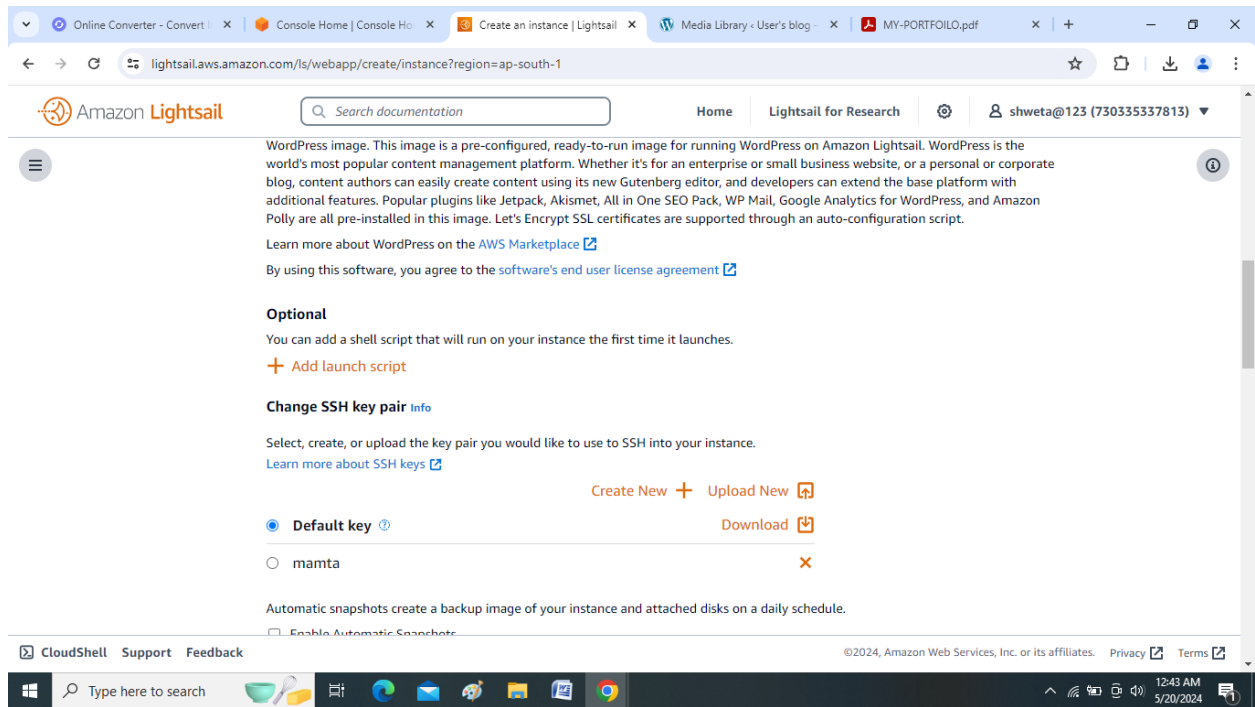 Online Converter - Convert
Console Home | Console Ho
Create an instance | Lightsail
Media Library ‹ User's blog –
MY-PORTFOILO.pdf
lightsail.aws.amazon.com/ls/webapp/create/instance?region=ap-south-1
Amazon Lightsail
Search documentation
Home
Lightsail for Research
shweta@123 (730335337813) ▼
WordPress image. This image is a pre-configured, ready-to-run image for running WordPress on Amazon Lightsail. WordPress is the
world's most popular content management platform. Whether it's for an enterprise or small business website, or a personal or corporate
blog, content authors can easily create content using its new Gutenberg editor, and developers can extend the base platform with
additional features. Popular plugins like Jetpack, Akismet, All in One SEO Pack, WP Mail, Google Analytics for WordPress, and Amazon
Polly are all pre-installed in this image. Let's Encrypt SSL certificates are supported through an auto-configuration script.
Learn more about WordPress on the AWS Marketplace
By using this software, you agree to the software's end user license agreement
Optional
You can add a shell script that will run on your instance the first time it launches.
+ Add launch script
Change SSH key pair Info
Select, create, or upload the key pair you would like to use to SSH into your instance.
Learn more about SSH keys
Create New + Upload New
Default key ? Download
mamta
Automatic snapshots create a backup image of your instance and attached disks on a daily schedule.
Enable Automatic Snapshots
CloudShell Support Feedback
©2024, Amazon Web Services, Inc. or its affiliates. Privacy Terms
Type here to search
12:43 AM
5/20/2024
1